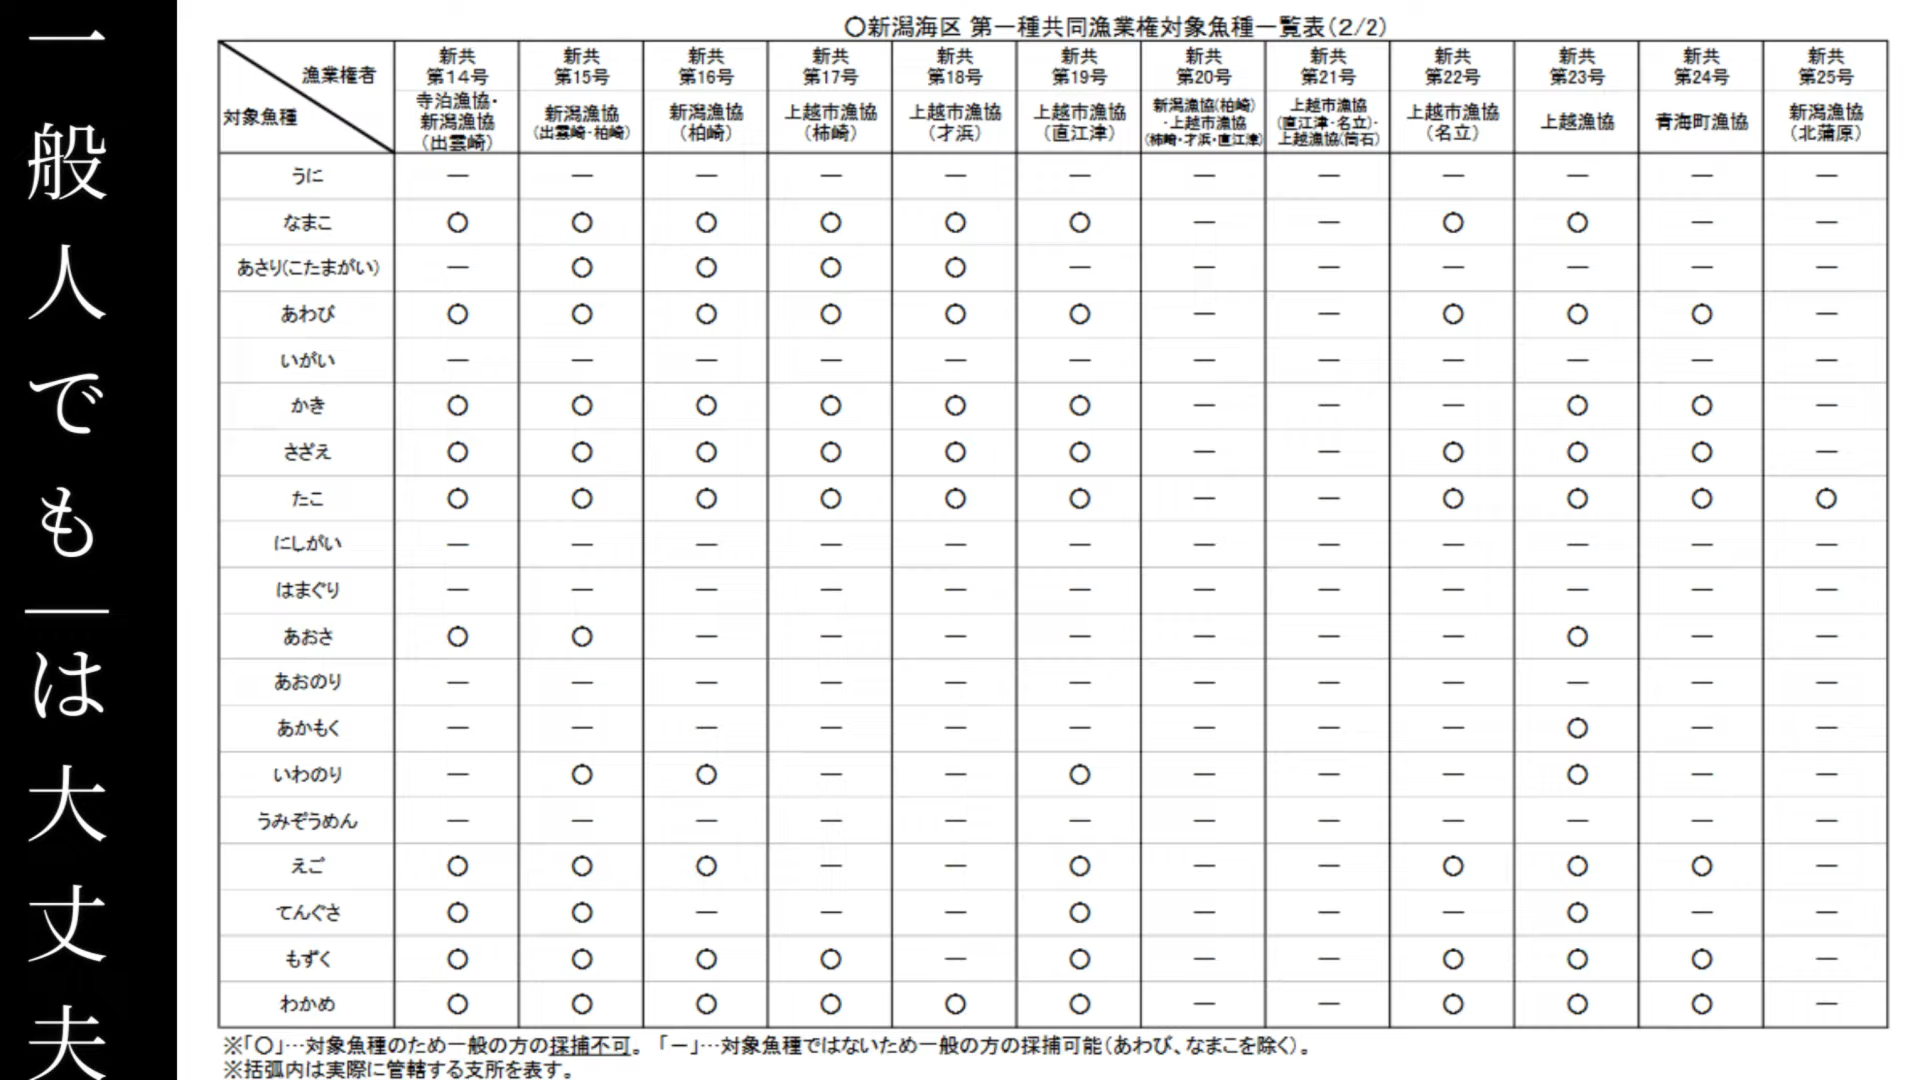 一般人でも―は大丈夫
〇新潟海区 第一種共同漁業権対象魚種一覧表(2/2)
漁業権者 対象魚種 新共第14号 新共第15号 新共第16号 新共第17号 新共第18号 新共第19号 新共第20号 新共第21号 新共第22号 新共第23号 新共第24号 新共第25号
寺泊漁協・新潟漁協(出雲崎) 新潟漁協(出雲崎・柏崎) 新潟漁協(柏崎) 上越市漁協(柿崎) 上越市漁協(才浜) 上越市漁協(直江津) 新潟漁協(柏崎)・上越市漁協(柿崎・才浜・直江津) 上越市漁協(直江津・名立)・上越漁協(筒石) 上越市漁協(名立) 上越漁協 青海町漁協 新潟漁協(北蒲原)
うに ― ― ― ― ― ― ― ― ― ― ― ―
なまこ 〇 〇 〇 〇 〇 〇 ― ― 〇 〇 ― ―
あさり(こたまがい) ― 〇 〇 〇 〇 ― ― ― ― ― ― ―
あわび 〇 〇 〇 〇 〇 〇 ― ― 〇 〇 〇 ―
いがい ― ― ― ― ― ― ― ― ― ― ― ―
かき 〇 〇 〇 〇 〇 〇 ― ― ― 〇 〇 ―
さざえ 〇 〇 〇 〇 〇 〇 ― ― 〇 〇 〇 ―
たこ 〇 〇 〇 〇 〇 〇 ― ― 〇 〇 〇 〇
にしがい ― ― ― ― ― ― ― ― ― ― ― ―
はまぐり ― ― ― ― ― ― ― ― ― ― ― ―
あおさ 〇 〇 ― ― ― ― ― ― ― 〇 ― ―
あおのり ― ― ― ― ― ― ― ― ― ― ― ―
あかもく ― ― ― ― ― ― ― ― ― 〇 ― ―
いわのり ― 〇 〇 ― ― 〇 ― ― ― 〇 ― ―
うみぞうめん ― ― ― ― ― ― ― ― ― ― ― ―
えご 〇 〇 〇 ― ― 〇 ― ― 〇 〇 〇 ―
てんぐさ 〇 〇 ― ― ― 〇 ― ― ― 〇 ― ―
もずく 〇 〇 〇 〇 ― 〇 ― ― 〇 〇 〇 ―
わかめ 〇 〇 〇 〇 〇 〇 ― ― 〇 〇 〇 ―
※「〇」…対象魚種のため一般の方の採捕不可。「－」…対象魚種ではないため一般の方の採捕可能(あわび、なまこを除く)。
※括弧内は実際に管轄する支所を表す。